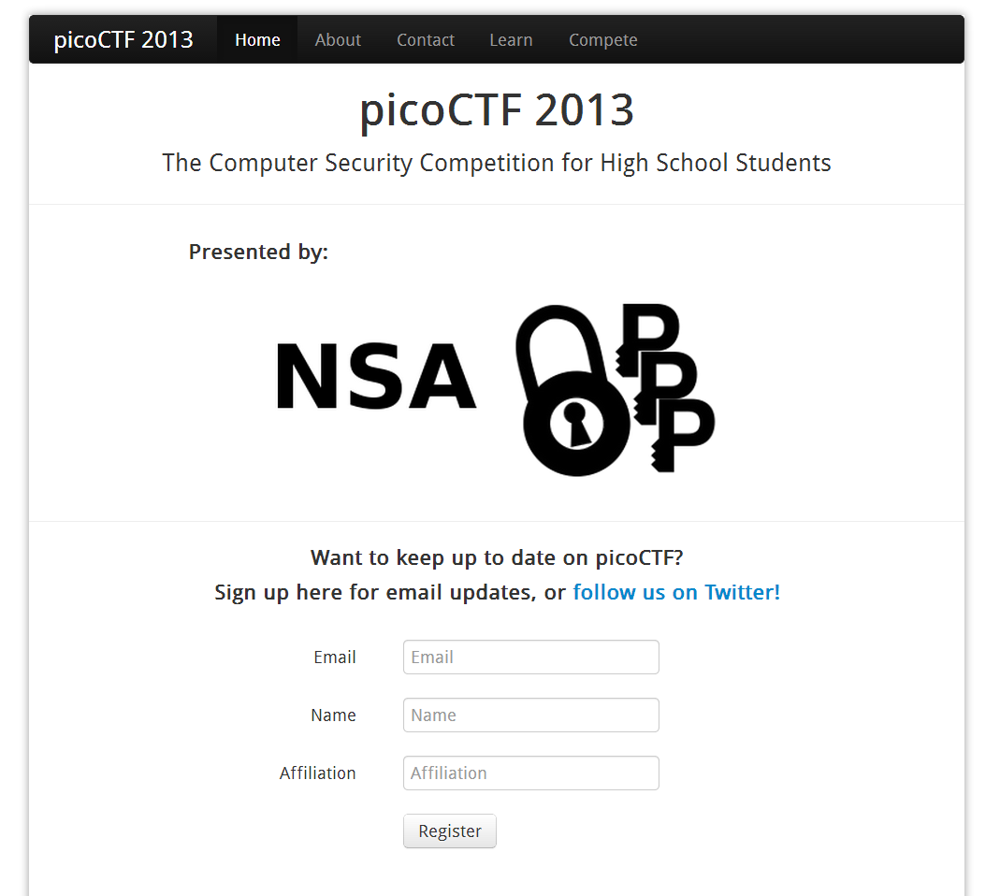 picoCTF 2013 Home About Contact Learn Compete
picoCTF 2013
The Computer Security Competition for High School Students
Presented by:
NSA PPP
Want to keep up to date on picoCTF?
Sign up here for email updates, or follow us on Twitter!
Email Email
Name Name
Affiliation Affiliation
Register